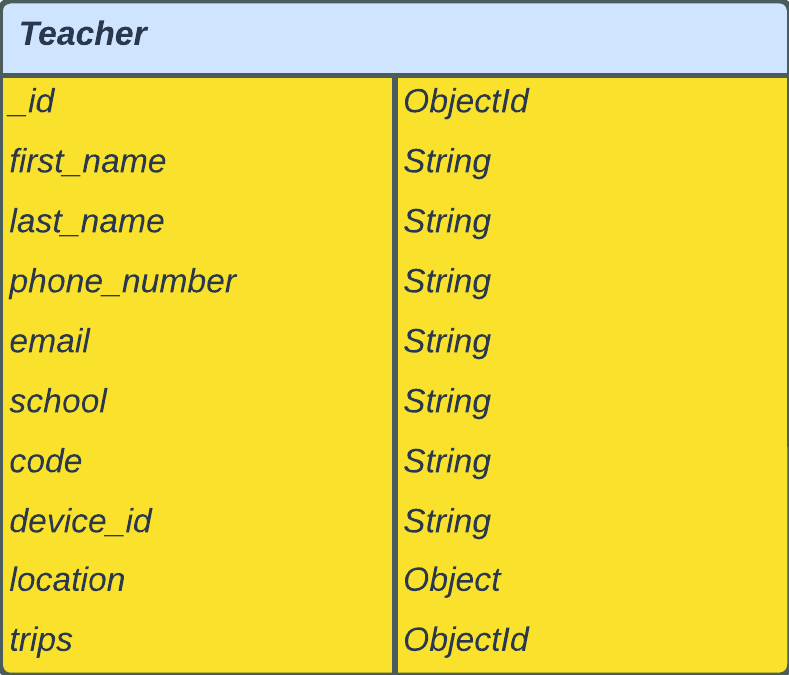 Teacher
_id ObjectId
first_name String
last_name String
phone_number String
email String
school String
code String
device_id String
location Object
trips ObjectId